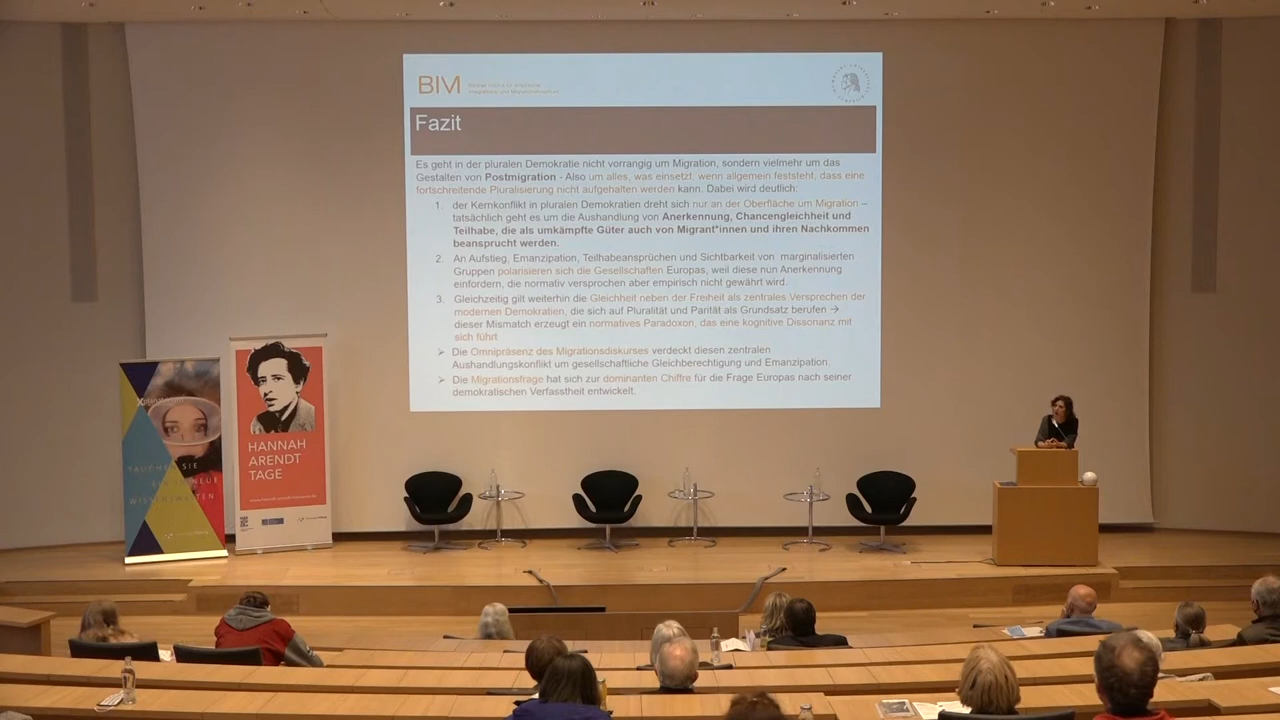 BIM
Fazit
Es geht in der pluralen Demokratie nicht vorrangig um Migration, sondern vielmehr um das
Gestalten von Postmigration - Also um alles, was einsetzt, wenn allgemein feststeht, dass eine
fortschreitende Pluralisierung nicht aufgehalten werden kann. Dabei wird deutlich:
1. der Kernkonflikt in pluralen Demokratien dreht sich nur an der Oberfläche um Migration –
tatsächlich geht es um die Aushandlung von Anerkennung, Chancengleichheit und
Teilhabe, die als umkämpfte Güter auch von Migrant*innen und ihren Nachkommen
beansprucht werden.
2. An Aufstieg, Emanzipation, Teilhabeansprüchen und Sichtbarkeit von marginalisierten
Gruppen polarisieren sich die Gesellschaften Europas, weil diese nun Anerkennung
einfordern, die normativ versprochen aber empirisch nicht gewährt wird.
3. Gleichzeitig gilt weiterhin die Gleichheit neben der Freiheit als zentrales Versprechen der
modernen Demokratien, die sich auf Pluralität und Parität als Grundsatz berufen →
dieser Mismatch erzeugt ein normatives Paradoxon, das eine kognitive Dissonanz mit
sich führt
➢ Die Omnipräsenz des Migrationsdiskurses verdeckt diesen zentralen
Aushandlungskonflikt um gesellschaftliche Gleichberechtigung und Emanzipation.
➢ Die Migrationsfrage hat sich zur dominanten Chiffre für die Frage Europas nach seiner
demokratischen Verfasstheit entwickelt.
HANNAH
ARENDT
TAGE